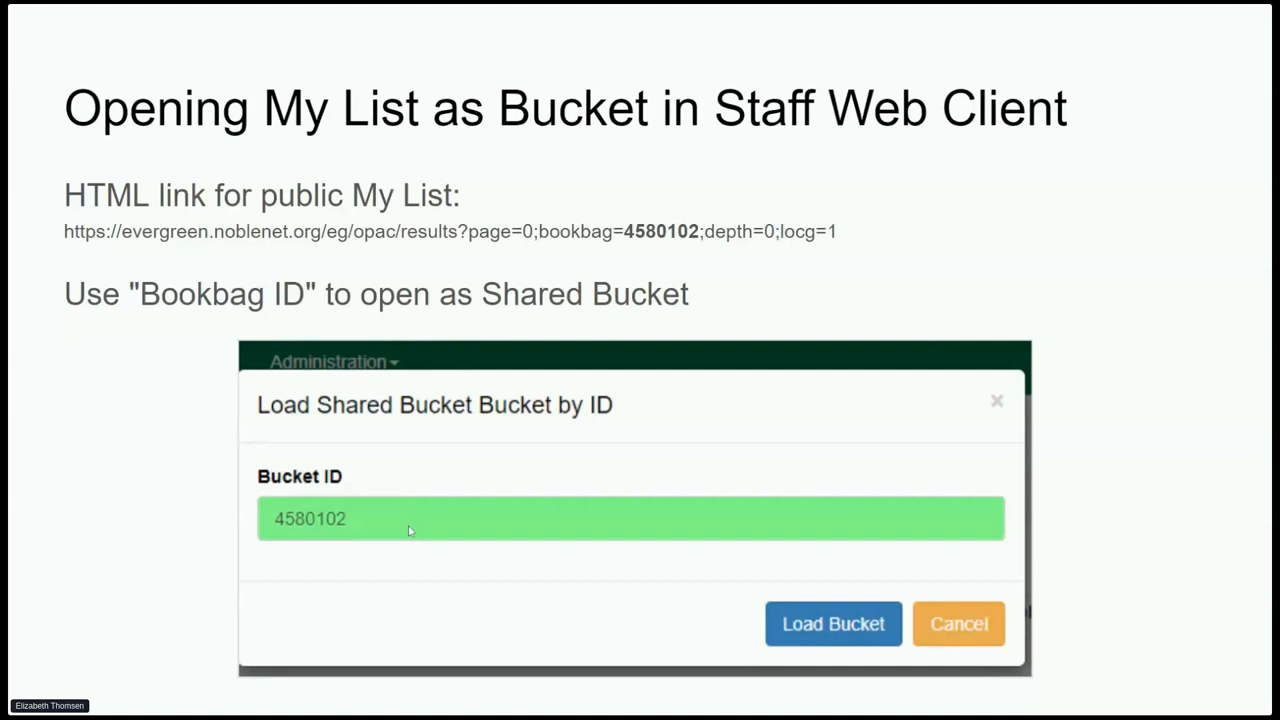 Opening My List as Bucket in Staff Web Client
HTML link for public My List:
https://evergreen.noblenet.org/eg/opac/results?page=0;bookbag=4580102;depth=0;locg=1
Use "Bookbag ID" to open as Shared Bucket
Administration
Load Shared Bucket Bucket by ID
×
Bucket ID
4580102
Load Bucket
Cancel
Elizabeth Thomsen